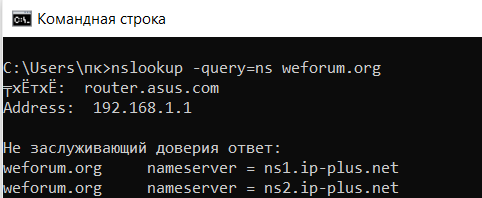 Командная строка
C:\Users\пк>nslookup -query=ns weforum.org
╤хЁтхЁ:  router.asus.com
Address:  192.168.1.1
Не заслуживающий доверия ответ:
weforum.org     nameserver = ns1.ip-plus.net
weforum.org     nameserver = ns2.ip-plus.net